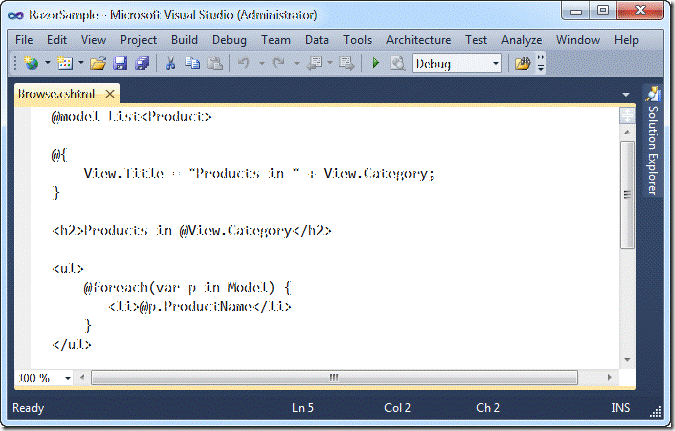 RazorSample - Microsoft Visual Studio (Administrator)
File Edit View Project Build Debug Team Data Tools Architecture Test Analyze Window Help
Debug
Browse.cshtml
@model List<Product>
@{
View.Title = "Products in " + View.Category;
}
<h2>Products in @View.Category</h2>
<ul>
@foreach(var p in Model) {
<li>@p.ProductName</li>
}
</ul>
Solution Explorer
100 %
Ready Ln 5 Col 2 Ch 2 INS